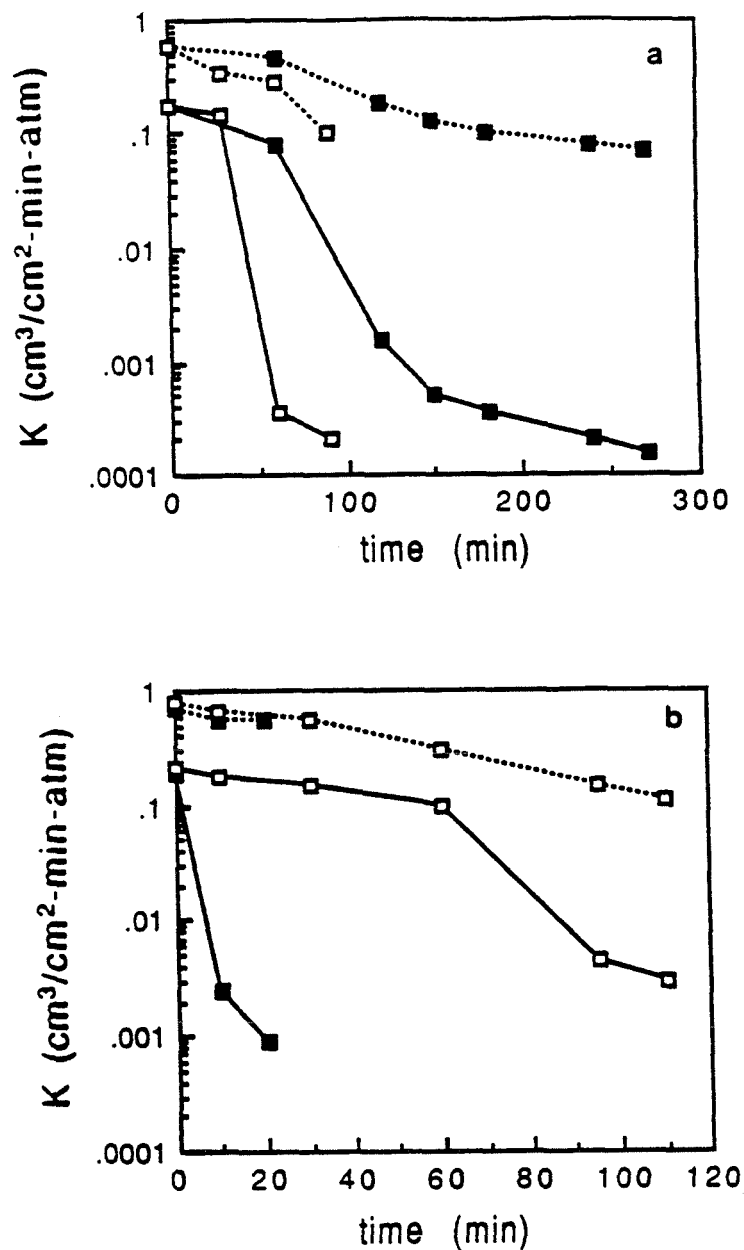 a
K (cm³/cm²-min-atm)
1
.1
.01
.001
.0001
0 100 200 300
time (min)
b
K (cm³/cm²-min-atm)
1
.1
.01
.001
.0001
0 20 40 60 80 100 120
time (min)